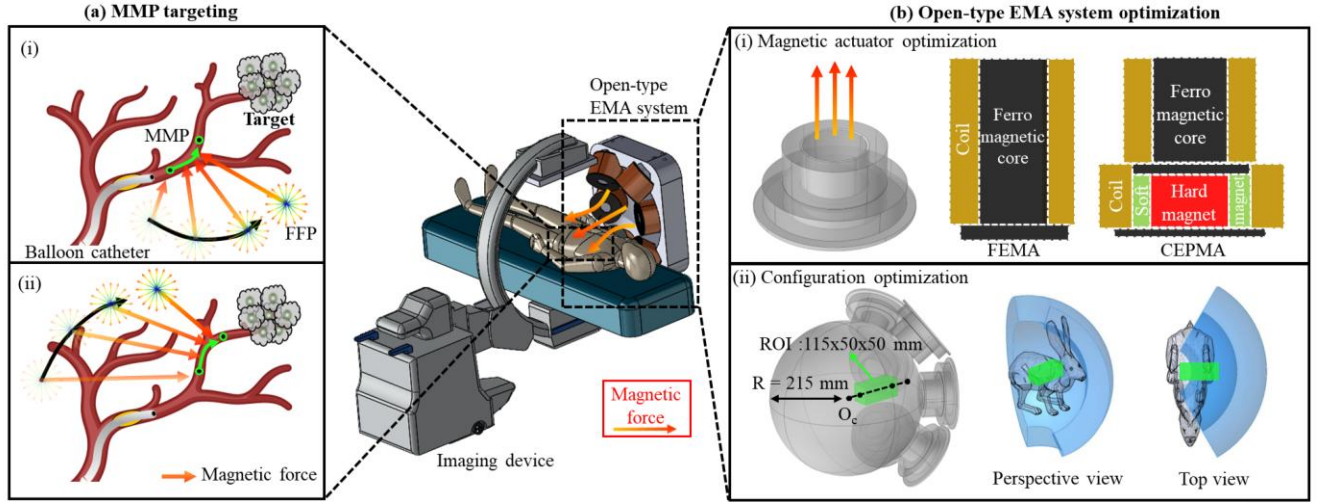 (a) MMP targeting
(i)
MMP
Target
FFP
Balloon catheter
(ii)
Magnetic force
Open-type
EMA system
Magnetic
force
Imaging device
(b) Open-type EMA system optimization
(i) Magnetic actuator optimization
Coil
Ferro
magnetic
core
FEMA
Ferro
magnetic
core
Coil
Soft
Hard
magnet
magnet
CEPMA
(ii) Configuration optimization
ROI :115x50x50 mm
R = 215 mm
Oc
Perspective view
Top view